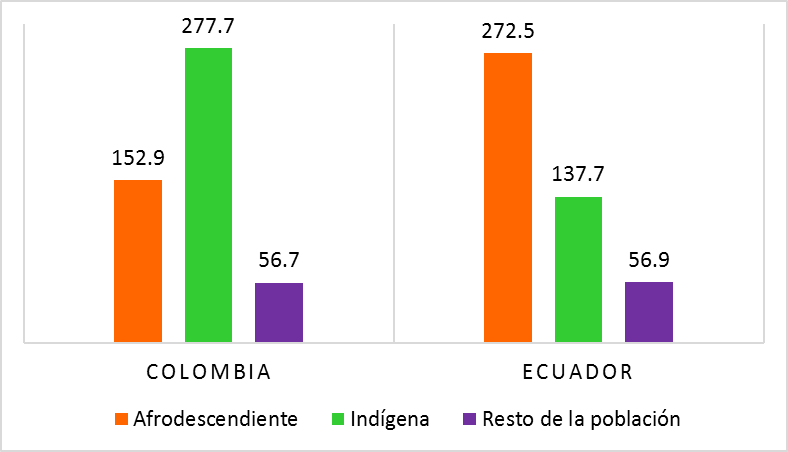 277.7
272.5
152.9
137.7
56.7
56.9
COLOMBIA
ECUADOR
Afrodescendiente
Indígena
Resto de la población